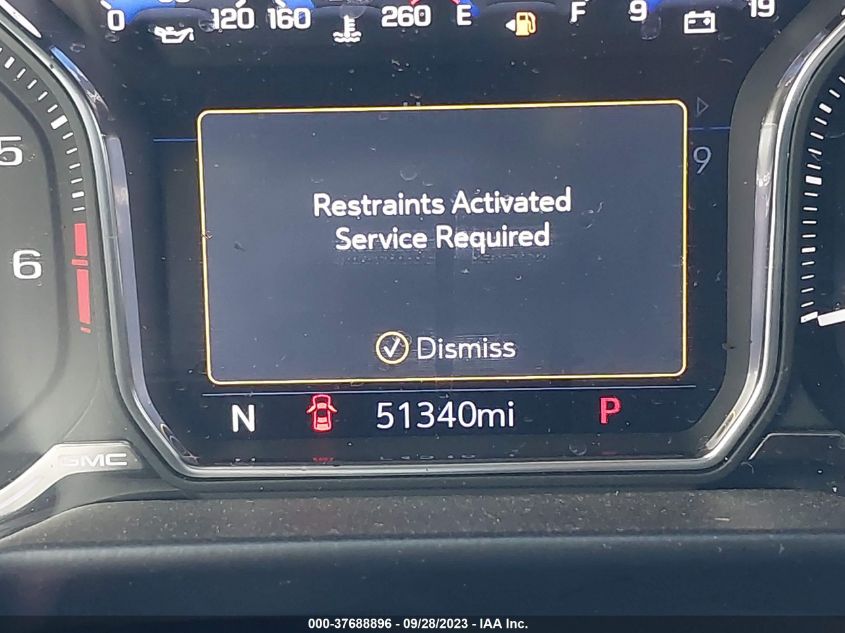 0 120 160 260 E F 9 19
5
9
Restraints Activated
Service Required
6
Dismiss
N 51340mi P
GMC
000-37688896 - 09/28/2023 - IAA Inc.